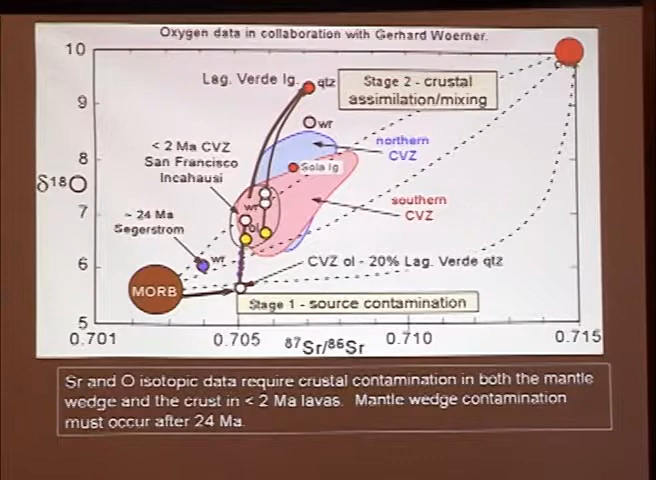 Oxygen data in collaboration with Gerhard Woerner.
10
9
8
7
6
5
δ18O
Lag. Verde Ig.
qtz
Stage 2 - crustal
assimilation/mixing
wr
< 2 Ma CVZ
San Francisco
Incahausi
northern
CVZ
Sola Ig
southern
CVZ
wr
ol
~ 24 Ma
Segerstrom
wr
CVZ ol - 20% Lag. Verde qtz
MORB
Stage 1 - source contamination
0.701
0.705
0.710
0.715
87Sr/86Sr
Sr and O isotopic data require crustal contamination in both the mantle
wedge and the crust in < 2 Ma lavas. Mantle wedge contamination
must occur after 24 Ma.